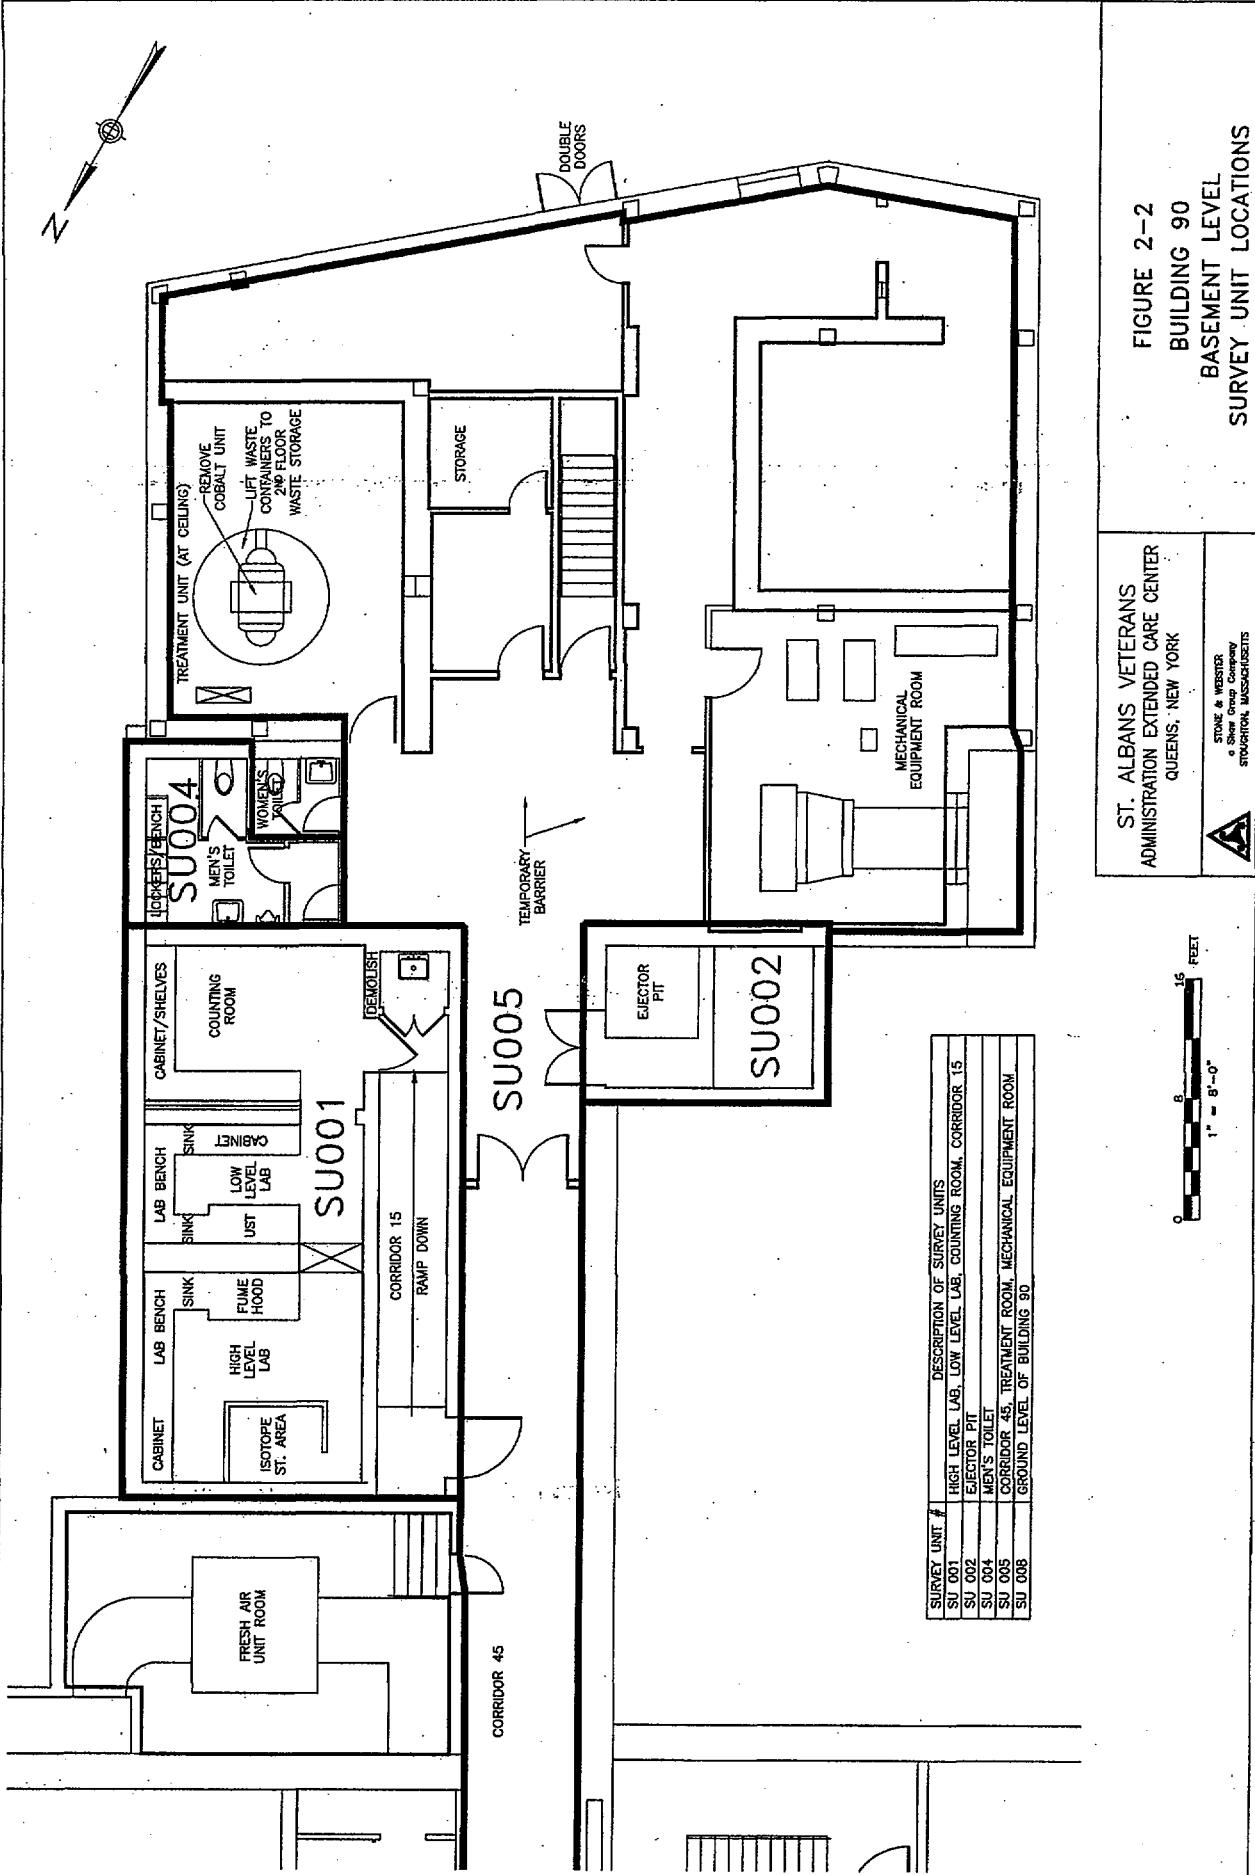 N
DOUBLE
DOORS
TREATMENT UNIT (AT CEILING)
REMOVE
COBALT UNIT
LIFT WASTE
CONTAINERS TO
2ND FLOOR
WASTE STORAGE
STORAGE
LOCKERS/BENCH
SU004
MEN'S
TOILET
WOMEN'S
TOILET
TEMPORARY
BARRIER
MECHANICAL
EQUIPMENT ROOM
CABINET/SHELVES
COUNTING
ROOM
DEMOLISH
LAB BENCH
SINK
CABINET
LOW
LEVEL
LAB
SINK
UST
SU001
LAB BENCH
SINK
FUME
HOOD
HIGH
LEVEL
LAB
CABINET
ISOTOPE
ST. AREA
CORRIDOR 15
RAMP DOWN
SU005
EJECTOR
PIT
SU002
FRESH AIR
UNIT ROOM
CORRIDOR 45
SURVEY UNIT # DESCRIPTION OF SURVEY UNITS
SU 001 HIGH LEVEL LAB, LOW LEVEL LAB, COUNTING ROOM, CORRIDOR 15
SU 002 EJECTOR PIT
SU 004 MEN'S TOILET
SU 005 CORRIDOR 45, TREATMENT ROOM, MECHANICAL EQUIPMENT ROOM
SU 008 GROUND LEVEL OF BUILDING 90
0 8 16 FEET
1" = 8'-0"
ST. ALBANS VETERANS
ADMINISTRATION EXTENDED CARE CENTER
QUEENS, NEW YORK
STONE & WEBSTER
a Shaw Group Company
STOUGHTON, MASSACHUSETTS
FIGURE 2-2
BUILDING 90
BASEMENT LEVEL
SURVEY UNIT LOCATIONS